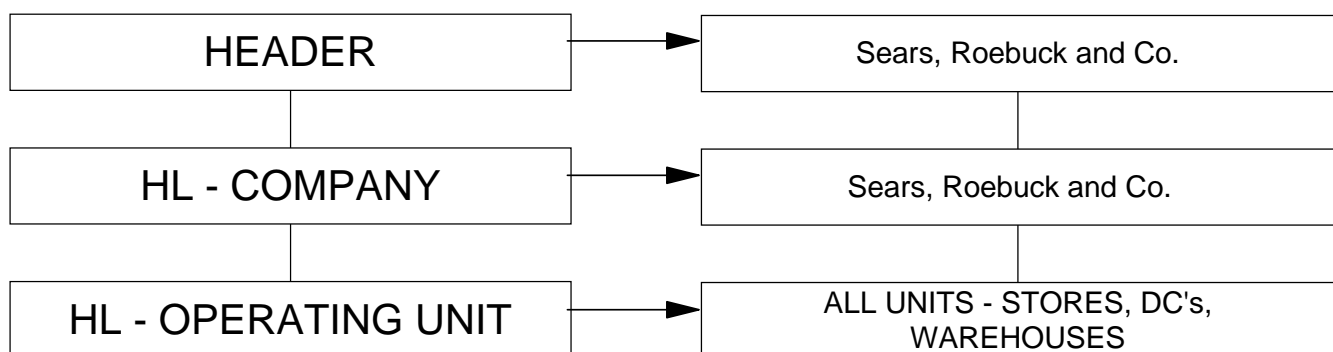 HEADER
Sears, Roebuck and Co.
HL - COMPANY
Sears, Roebuck and Co.
HL - OPERATING UNIT
ALL UNITS - STORES, DC's,
WAREHOUSES